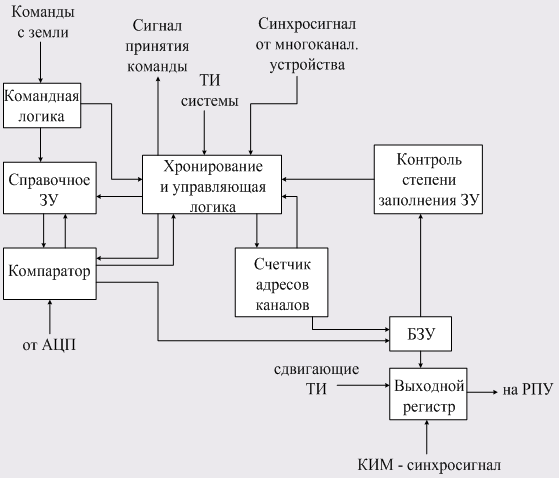 Команды
с земли
Сигнал
принятия
команды
ТИ
системы
Синхросигнал
от многоканал.
устройства
Командная
логика
Справочное
ЗУ
Хронирование
и управляющая
логика
Контроль
степени
заполнения ЗУ
Компаратор
Счетчик
адресов
каналов
от АЦП
БЗУ
сдвигающие
ТИ
Выходной
регистр
на РПУ
КИМ - синхросигнал